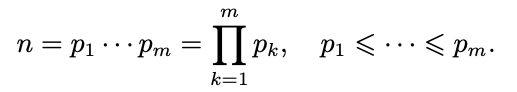 n = p₁ ⋯ pₘ = ∏ₖ₌₁ᵐ pₖ, p₁ ⩽ ⋯ ⩽ pₘ.